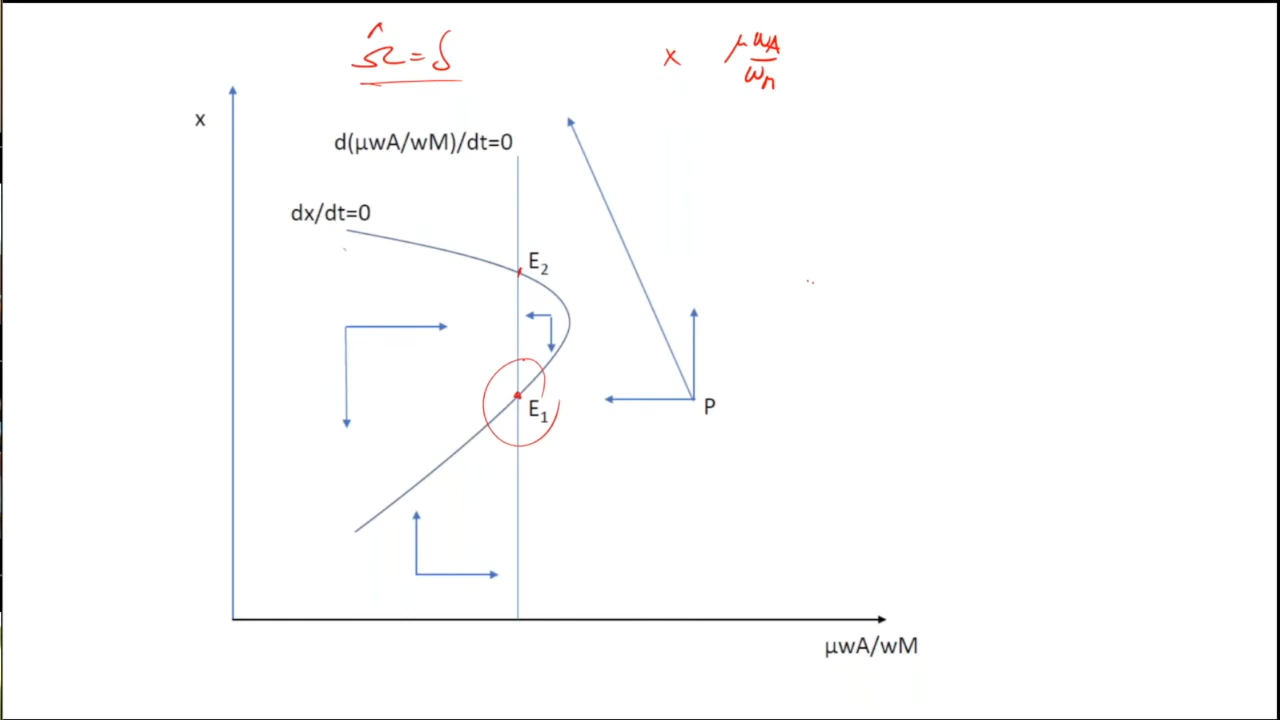 Ω̂=δ
x μwA/wM
x
d(μwA/wM)/dt=0
dx/dt=0
E₂
E₁
P
μwA/wM